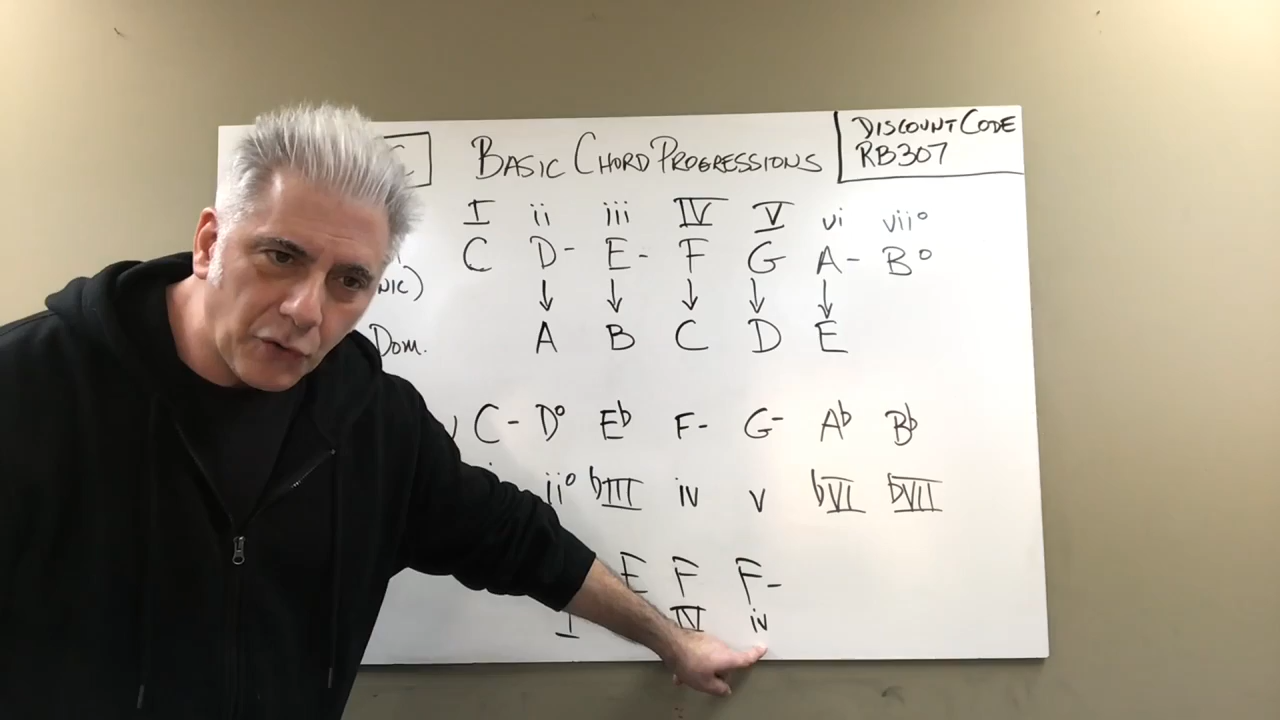 C BASIC CHORD PROGRESSIONS
DISCOUNT CODE
RB307
I ii iii IV V vi vii°
C D- E- F G A- B°
NIC)
↓ ↓ ↓ ↓ ↓
Dom. A B C D E
C- D° Eb F- G- Ab Bb
ii° bIII iv v bVI bVII
E F F-
I IV iv